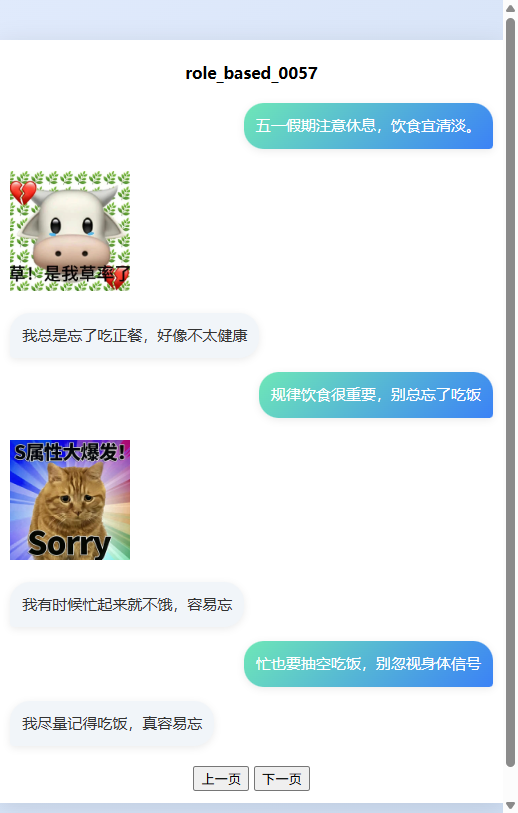 role_based_0057
五一假期注意休息，饮食宜清淡。
草！是我草率了
我总是忘了吃正餐，好像不太健康
规律饮食很重要，别总忘了吃饭
S属性大爆发！
Sorry
我有时候忙起来就不饿，容易忘
忙也要抽空吃饭，别忽视身体信号
我尽量记得吃饭，真容易忘
上一页 下一页